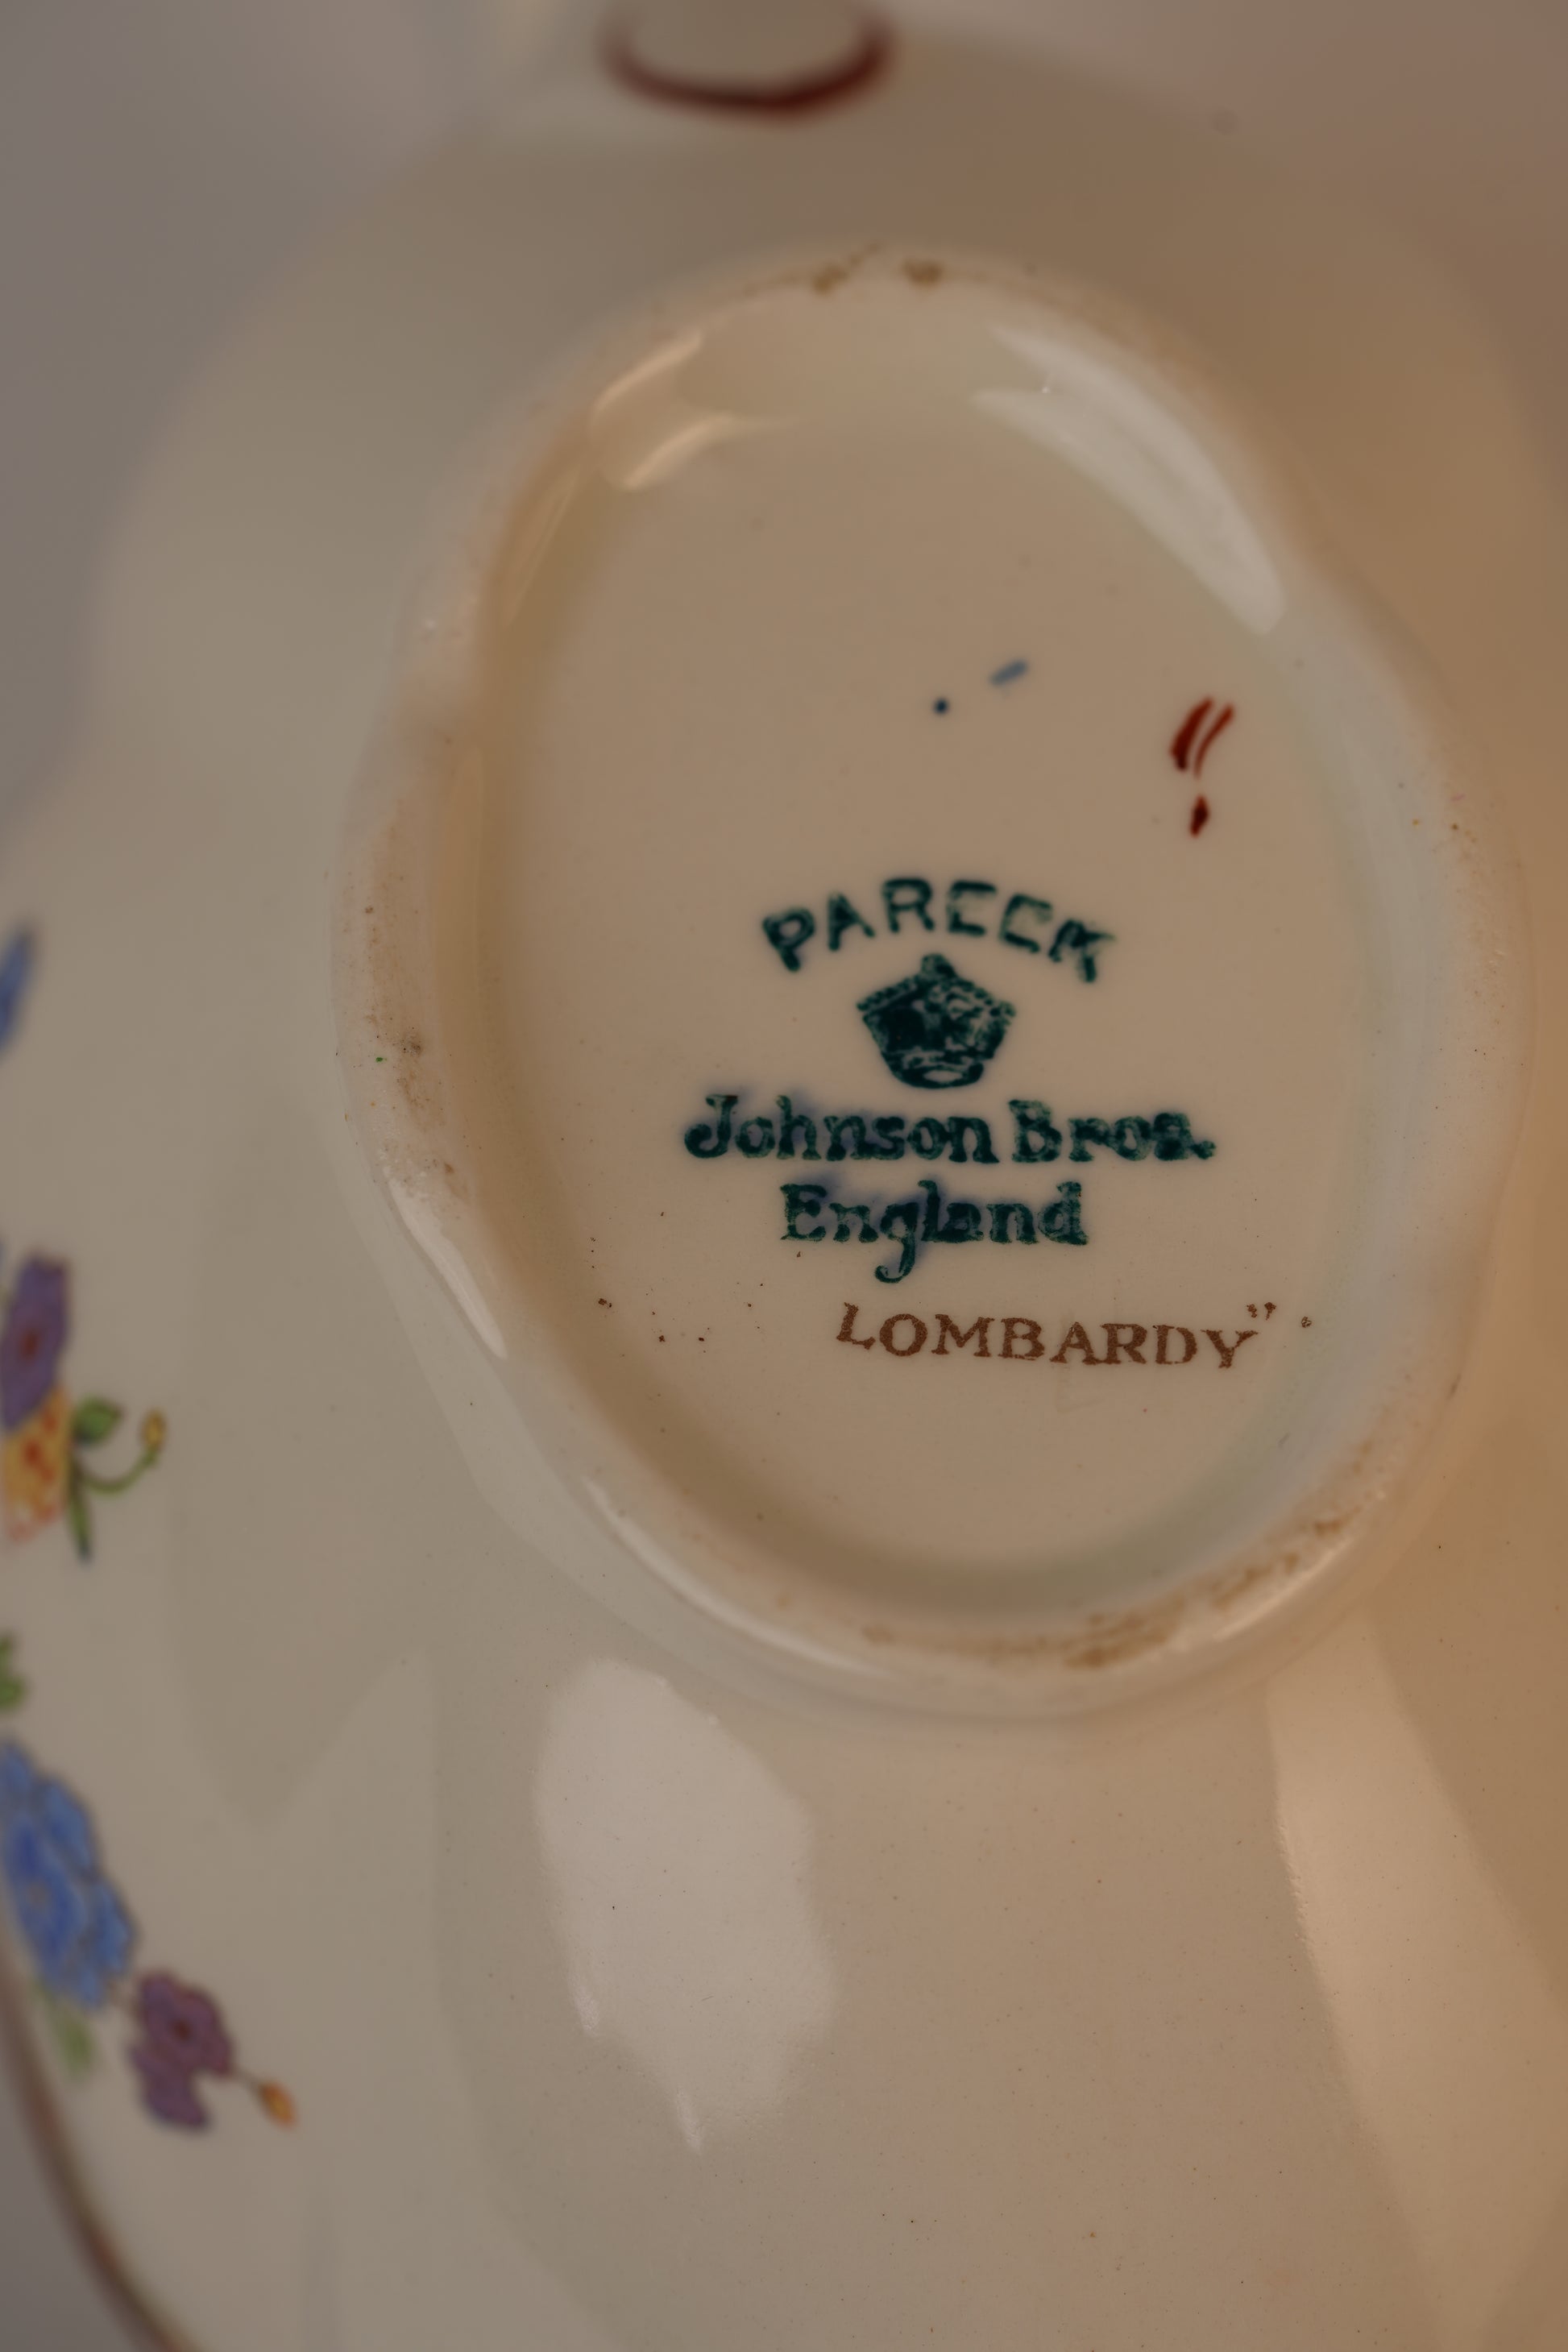 PAREEK
Johnson Bros.
England
LOMBARDY"